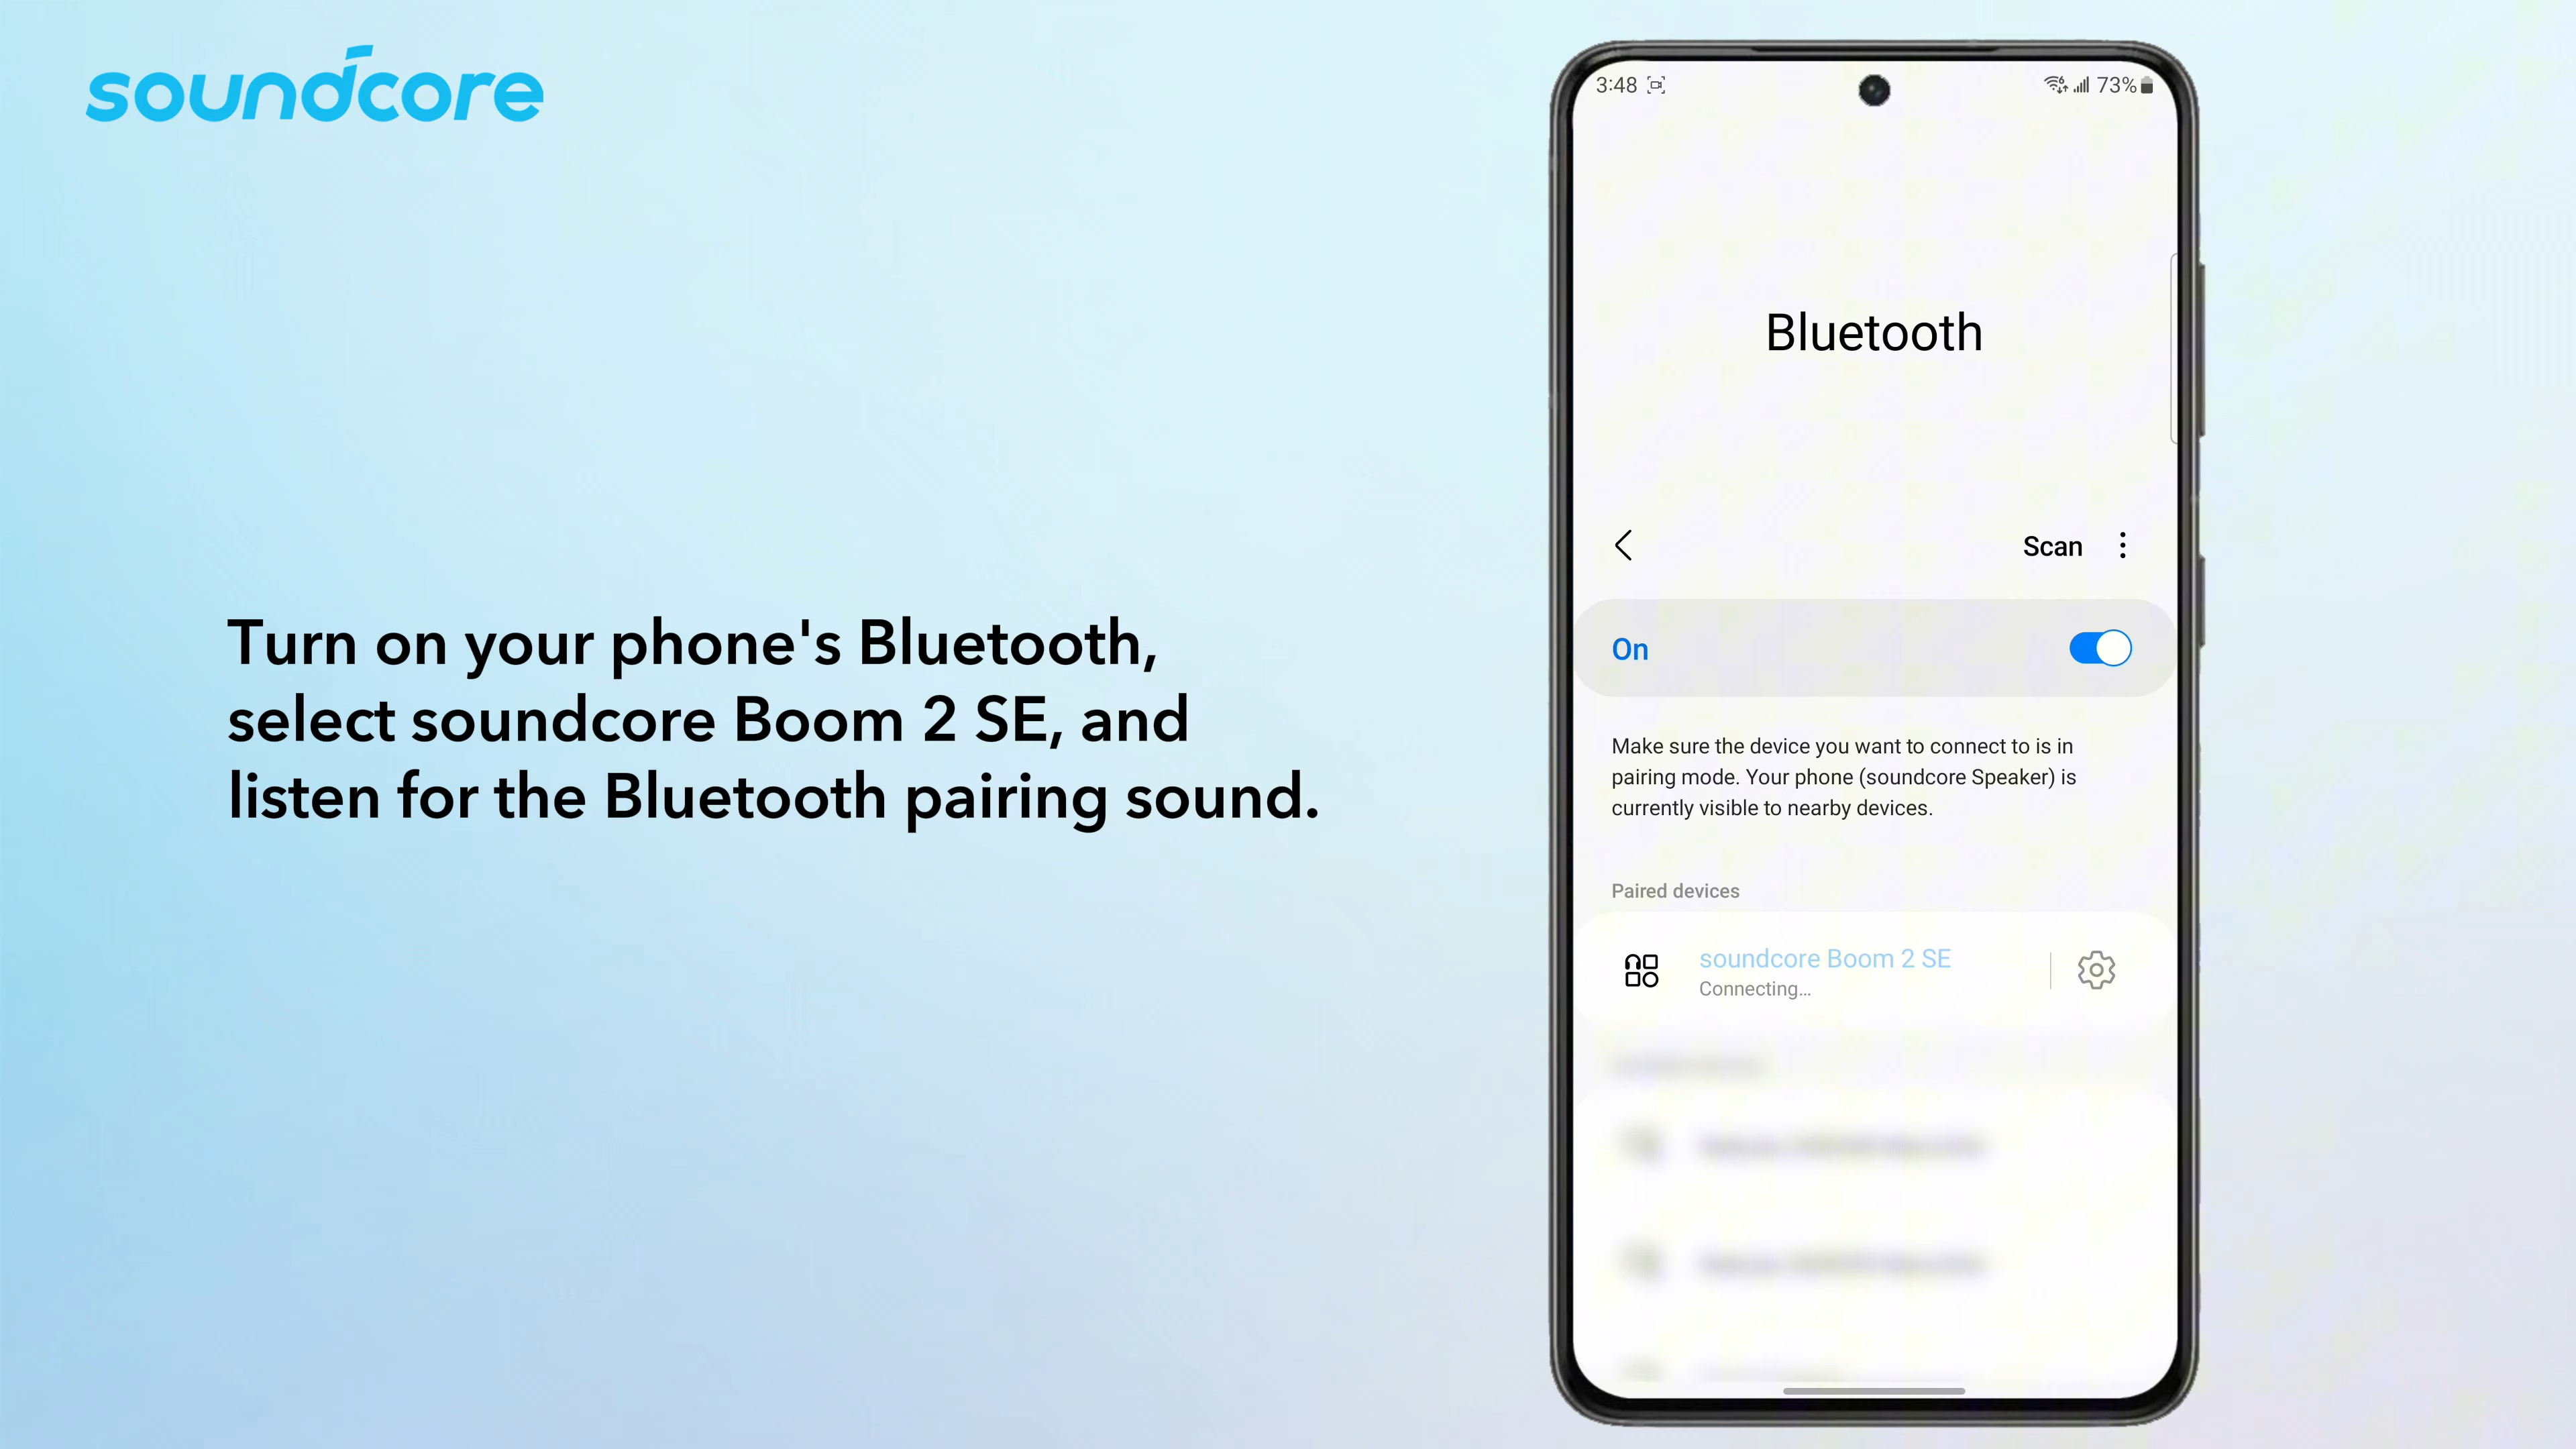 soundcore
Turn on your phone's Bluetooth,
select soundcore Boom 2 SE, and
listen for the Bluetooth pairing sound.
3:48
73%
Bluetooth
Scan
On
Make sure the device you want to connect to is in
pairing mode. Your phone (soundcore Speaker) is
currently visible to nearby devices.
Paired devices
soundcore Boom 2 SE
Connecting...